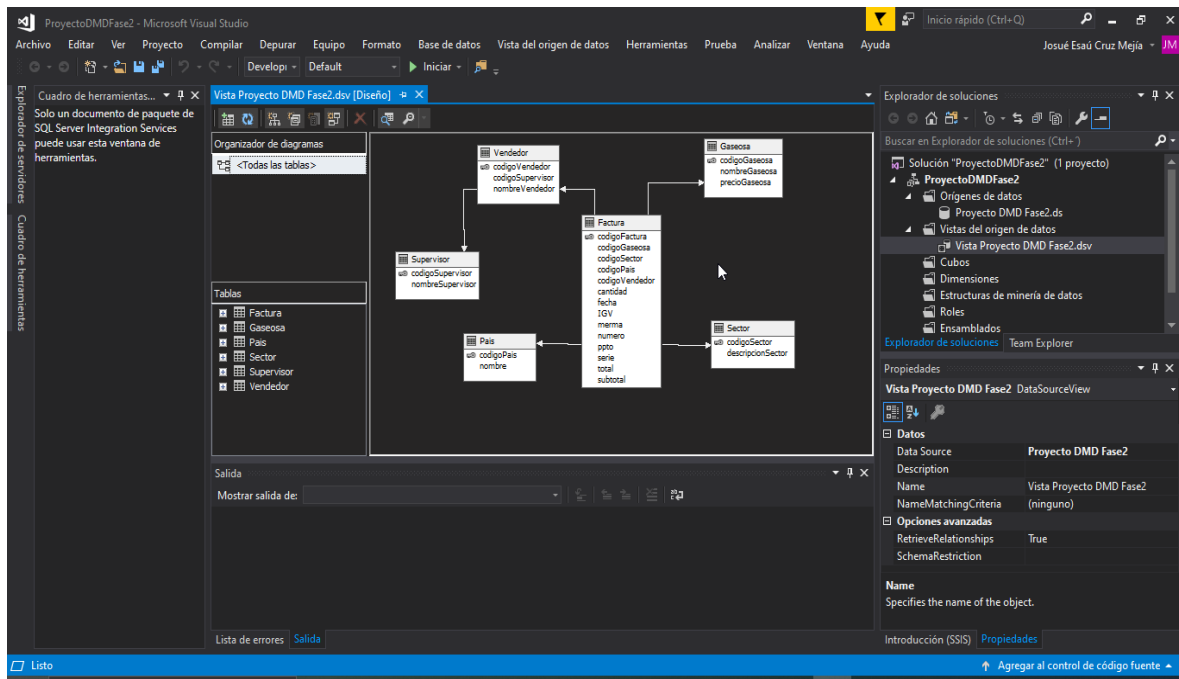 ProyectoDMDFase2 - Microsoft Visual Studio
Inicio rápido (Ctrl+Q)
Archivo Editar Ver Proyecto Compilar Depurar Equipo Formato Base de datos Vista del origen de datos Herramientas Prueba Analizar Ventana Ayuda
Josué Esaú Cruz Mejía JM
Developi Default Iniciar
Explorador de servidores
Cuadro de herramientas
Cuadro de herramientas...
Solo un documento de paquete de
SQL Server Integration Services
puede usar esta ventana de
herramientas.
Vista Proyecto DMD Fase2.dsv [Diseño]
Organizador de diagramas
<Todas las tablas>
Tablas
Factura
Gaseosa
Pais
Sector
Supervisor
Vendedor
Vendedor
codigoVendedor
codigoSupervisor
nombreVendedor
Gaseosa
codigoGaseosa
nombreGaseosa
precioGaseosa
Supervisor
codigoSupervisor
nombreSupervisor
Factura
codigoFactura
codigoGaseosa
codigoSector
codigoPais
codigoVendedor
cantidad
fecha
IGV
merma
numero
ppto
serie
total
subtotal
Pais
codigoPais
nombre
Sector
codigoSector
descripcionSector
Salida
Mostrar salida de:
Lista de errores Salida
Explorador de soluciones
Buscar en Explorador de soluciones (Ctrl+´)
Solución "ProyectoDMDFase2" (1 proyecto)
ProyectoDMDFase2
Orígenes de datos
Proyecto DMD Fase2.ds
Vistas del origen de datos
Vista Proyecto DMD Fase2.dsv
Cubos
Dimensiones
Estructuras de minería de datos
Roles
Ensamblados
Explorador de soluciones Team Explorer
Propiedades
Vista Proyecto DMD Fase2 DataSourceView
Datos
Data Source Proyecto DMD Fase2
Description
Name Vista Proyecto DMD Fase2
NameMatchingCriteria (ninguno)
Opciones avanzadas
RetrieveRelationships True
SchemaRestriction
Name
Specifies the name of the object.
Introducción (SSIS) Propiedades
Listo
Agregar al control de código fuente